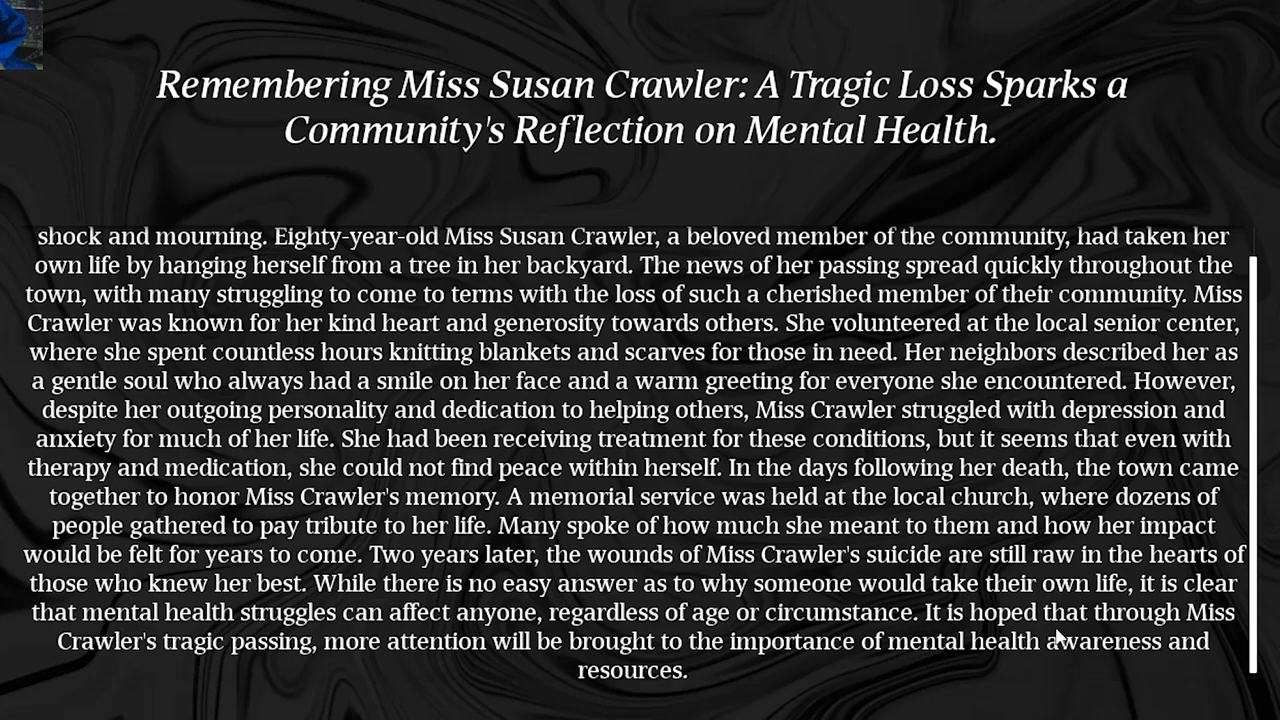 Remembering Miss Susan Crawler: A Tragic Loss Sparks a
Community's Reflection on Mental Health.
shock and mourning. Eighty-year-old Miss Susan Crawler, a beloved member of the community, had taken her
own life by hanging herself from a tree in her backyard. The news of her passing spread quickly throughout the
town, with many struggling to come to terms with the loss of such a cherished member of their community. Miss
Crawler was known for her kind heart and generosity towards others. She volunteered at the local senior center,
where she spent countless hours knitting blankets and scarves for those in need. Her neighbors described her as
a gentle soul who always had a smile on her face and a warm greeting for everyone she encountered. However,
despite her outgoing personality and dedication to helping others, Miss Crawler struggled with depression and
anxiety for much of her life. She had been receiving treatment for these conditions, but it seems that even with
therapy and medication, she could not find peace within herself. In the days following her death, the town came
together to honor Miss Crawler's memory. A memorial service was held at the local church, where dozens of
people gathered to pay tribute to her life. Many spoke of how much she meant to them and how her impact
would be felt for years to come. Two years later, the wounds of Miss Crawler's suicide are still raw in the hearts of
those who knew her best. While there is no easy answer as to why someone would take their own life, it is clear
that mental health struggles can affect anyone, regardless of age or circumstance. It is hoped that through Miss
Crawler's tragic passing, more attention will be brought to the importance of mental health awareness and
resources.